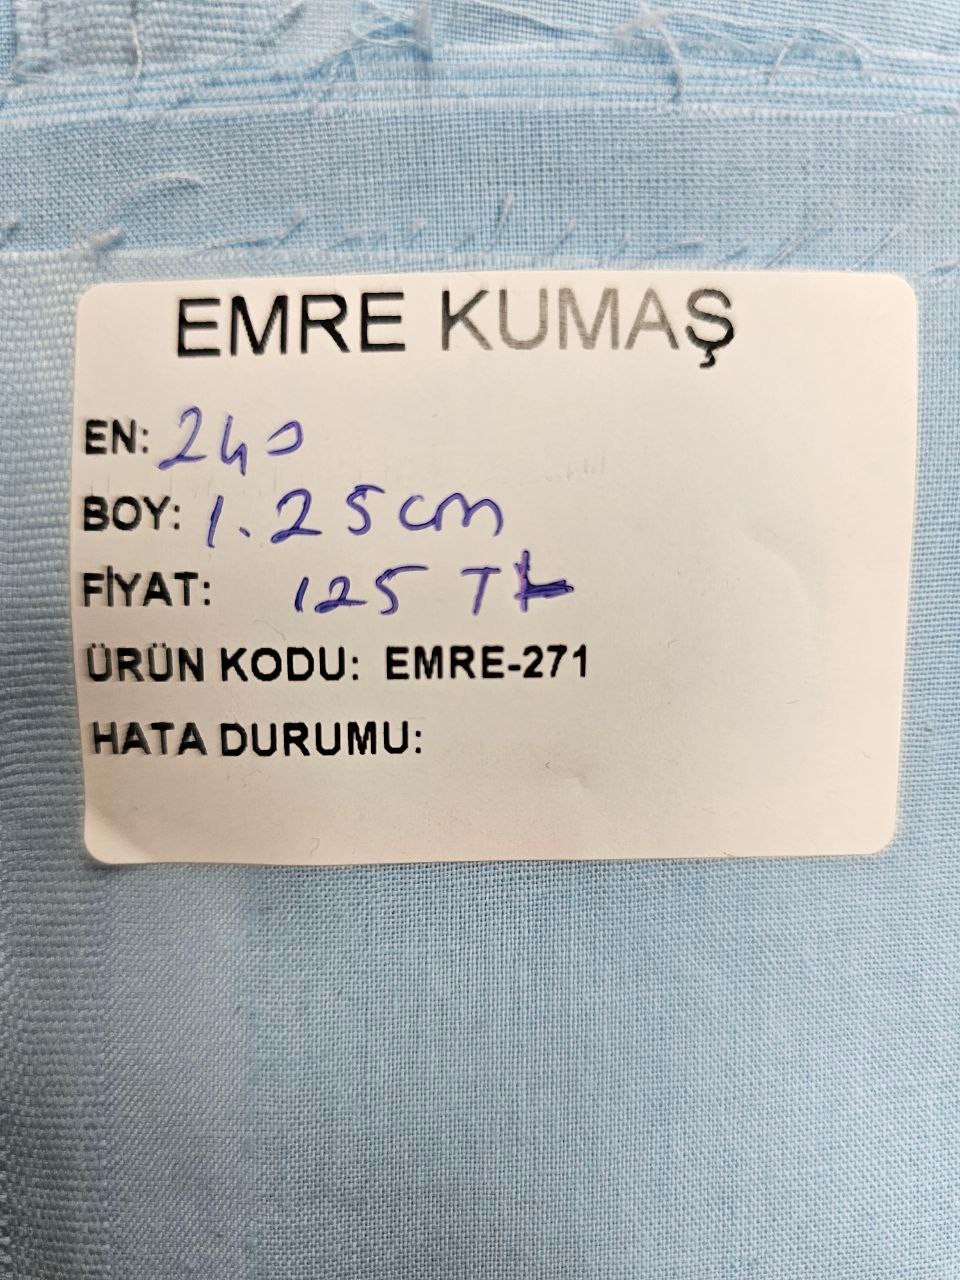 EMRE KUMAŞ
EN: 240
BOY: 1.25cm
FİYAT: 125 TL
ÜRÜN KODU: EMRE-271
HATA DURUMU: